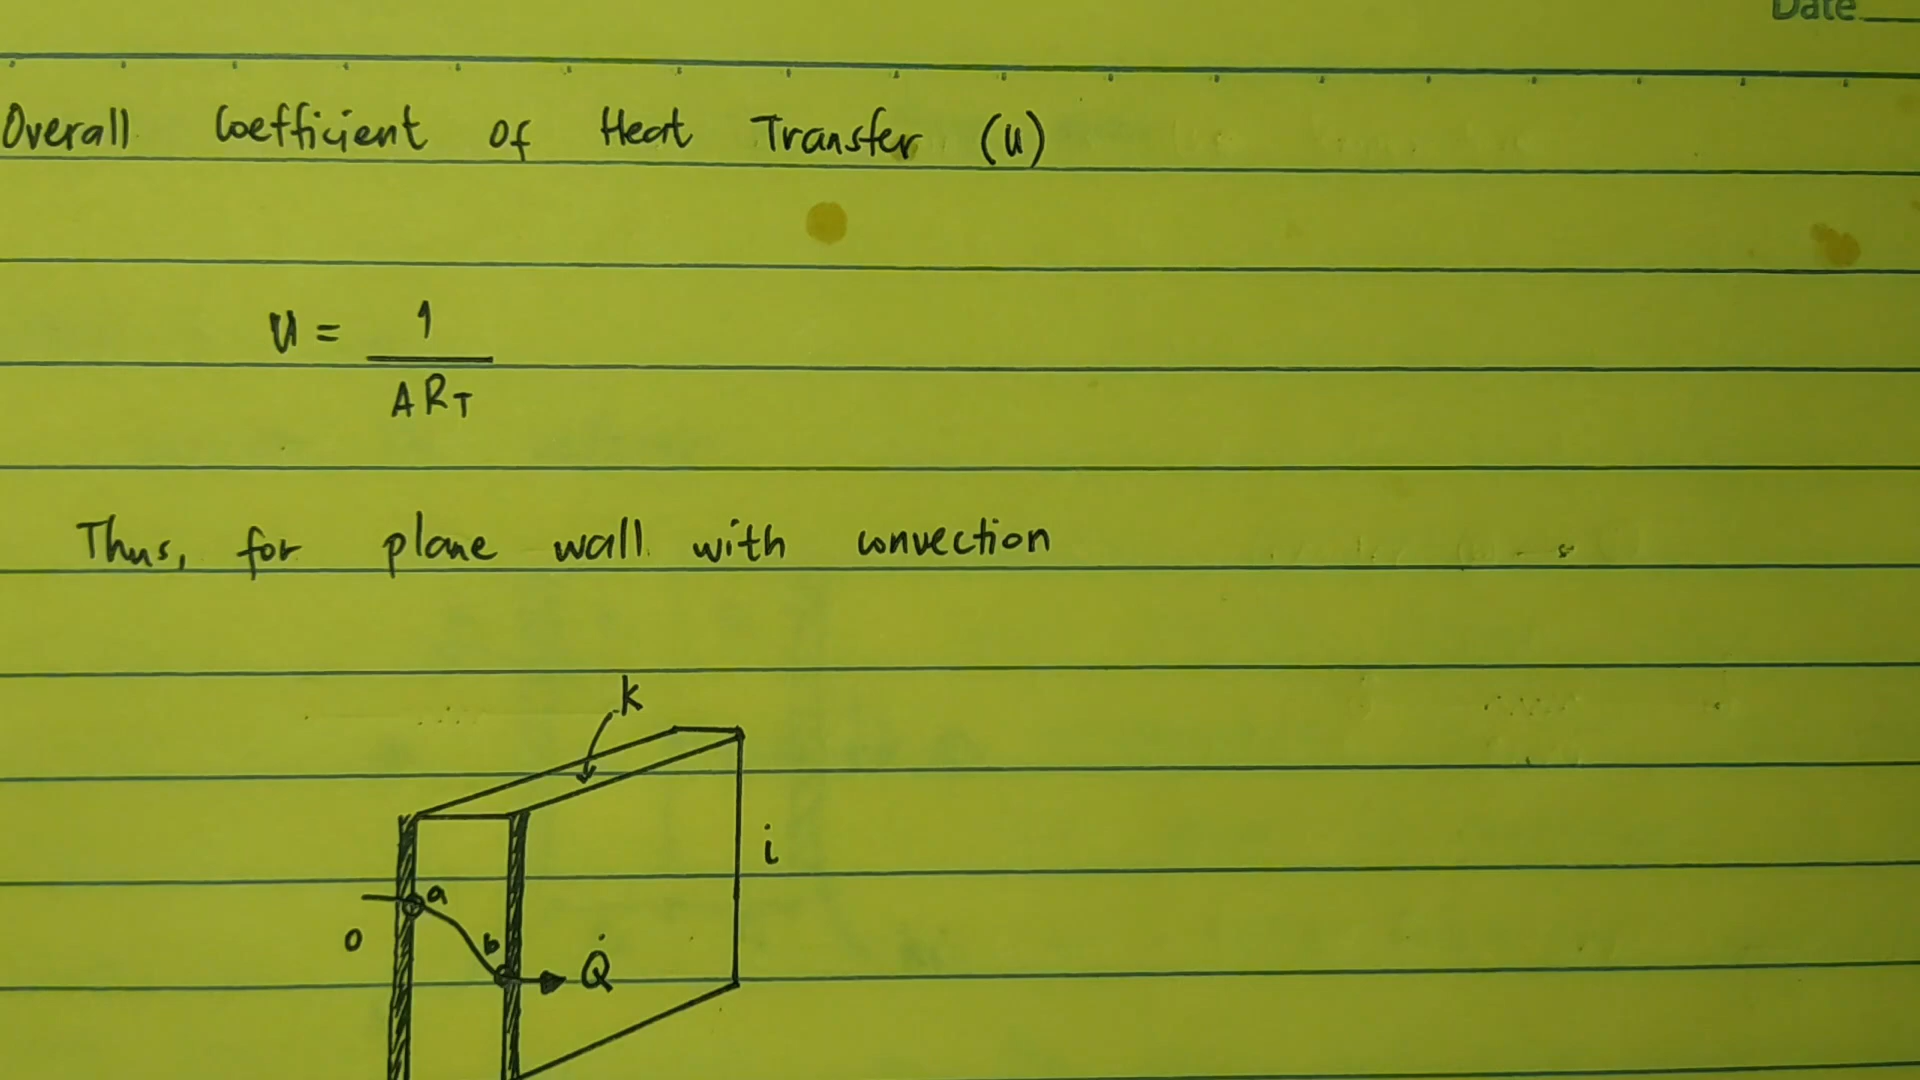 Date
Overall Coefficient of Heat Transfer (U)
U = 1 / ART
Thus, for plane wall with convection
k
i
a
o
b
Q̇